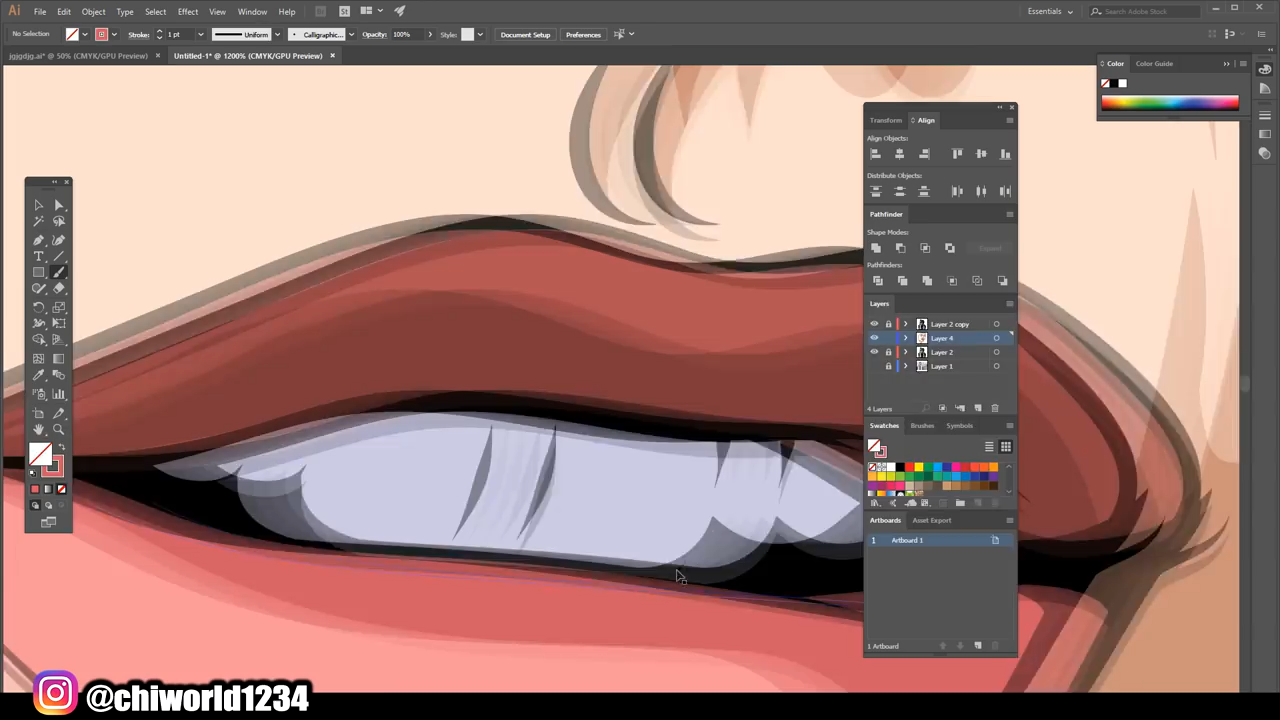 Ai File Edit Object Type Select Effect View Window Help Br St Essentials Search Adobe Stock
No Selection Stroke: 1 pt Uniform Calligraphic... Opacity: 100% Style: Document Setup Preferences
jgjgdjg.ai* @ 50% (CMYK/GPU Preview) × Untitled-1* @ 1200% (CMYK/GPU Preview) ×
Color Color Guide
Transform Align
Align Objects:
Distribute Objects:
Pathfinder
Shape Modes:
Expand
Pathfinders:
Layers
Layer 2 copy
Layer 4
Layer 2
Layer 1
4 Layers
Swatches Brushes Symbols
Artboards Asset Export
1 Artboard 1
1 Artboard
@chiworld1234